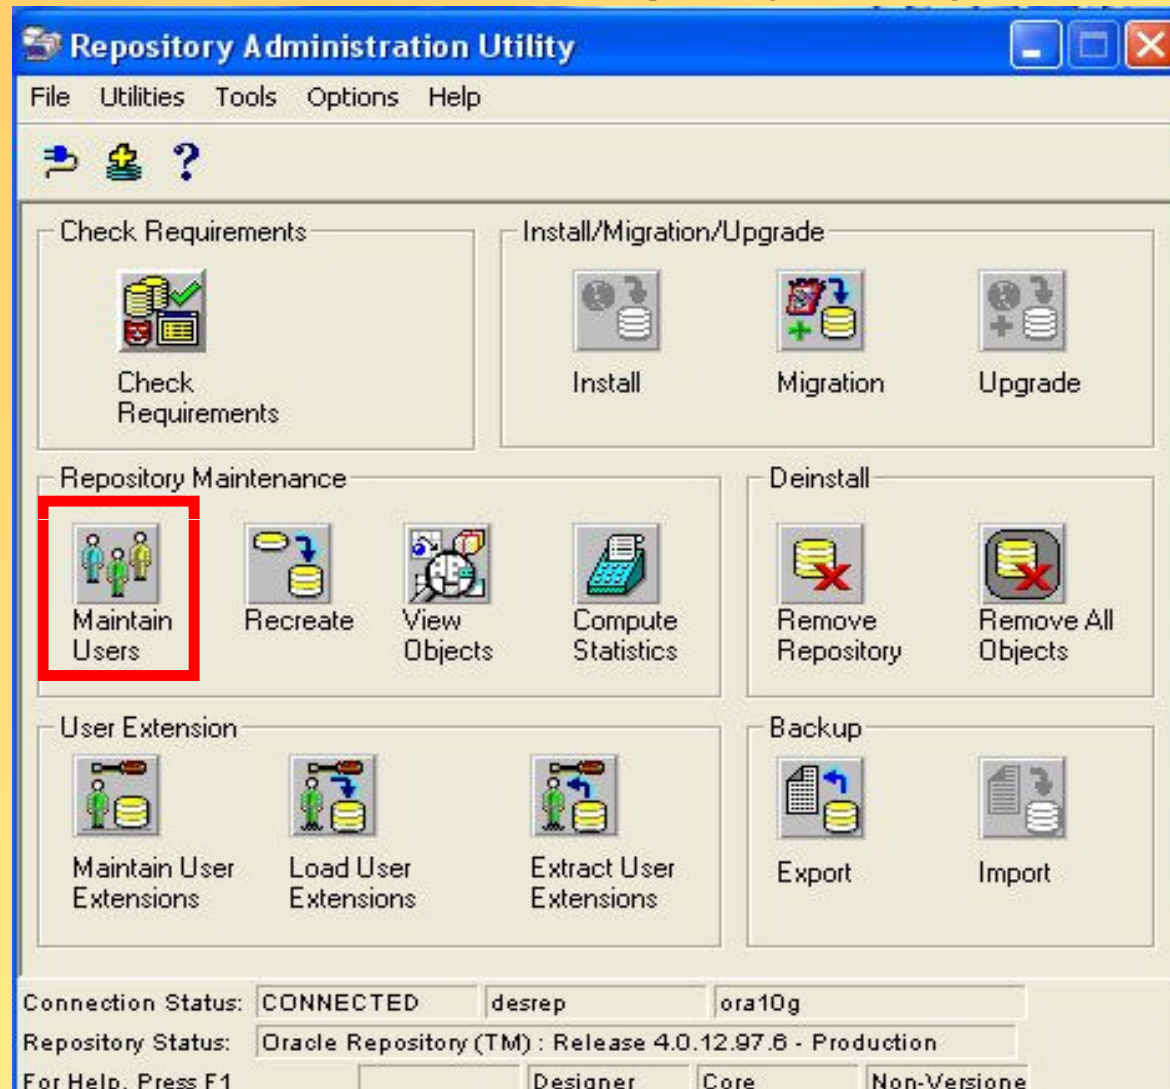 Repository Administration Utility
File Utilities Tools Options Help
Check Requirements
Install/Migration/Upgrade
Check
Requirements
Install
Migration
Upgrade
Repository Maintenance
Deinstall
Maintain
Users
Recreate
View
Objects
Compute
Statistics
Remove
Repository
Remove All
Objects
User Extension
Backup
Maintain User
Extensions
Load User
Extensions
Extract User
Extensions
Export
Import
Connection Status: CONNECTED desrep ora10g
Repository Status: Oracle Repository (TM) : Release 4.0.12.97.6 - Production
For Help, Press F1 Designer Core Non-Versione